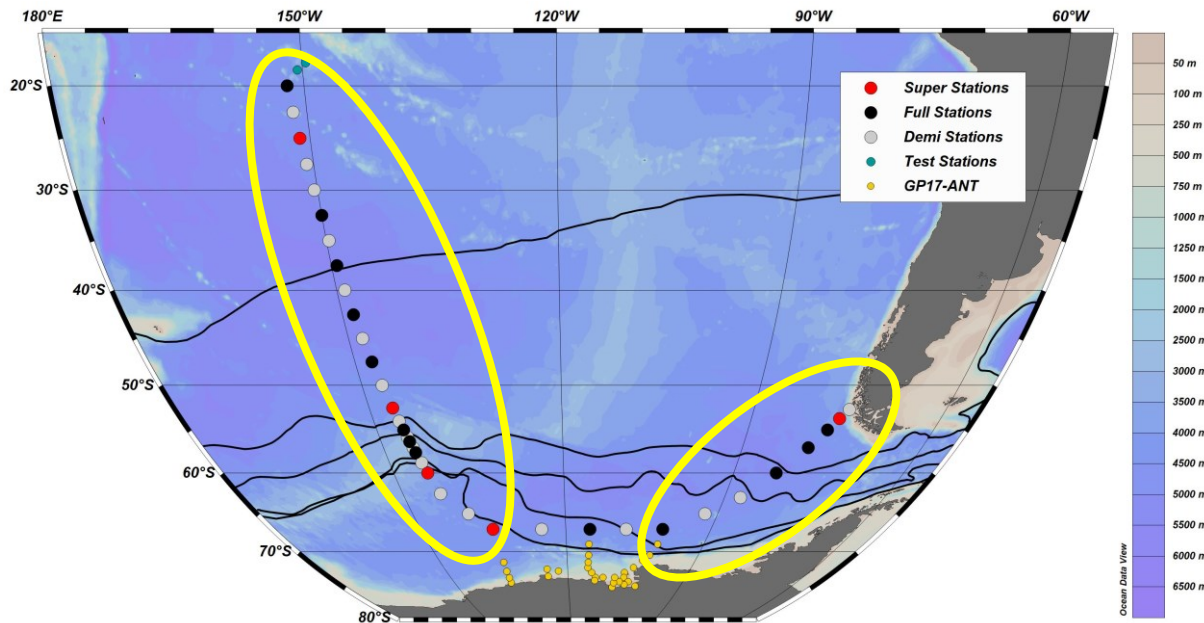 180°E 150°W 120°W 90°W 60°W
20°S
30°S
40°S
50°S
60°S
70°S
80°S
Super Stations
Full Stations
Demi Stations
Test Stations
GP17-ANT
50 m
100 m
250 m
500 m
750 m
1000 m
1250 m
1500 m
2000 m
2500 m
3000 m
3500 m
4000 m
4500 m
5000 m
5500 m
6000 m
6500 m
Ocean Data View